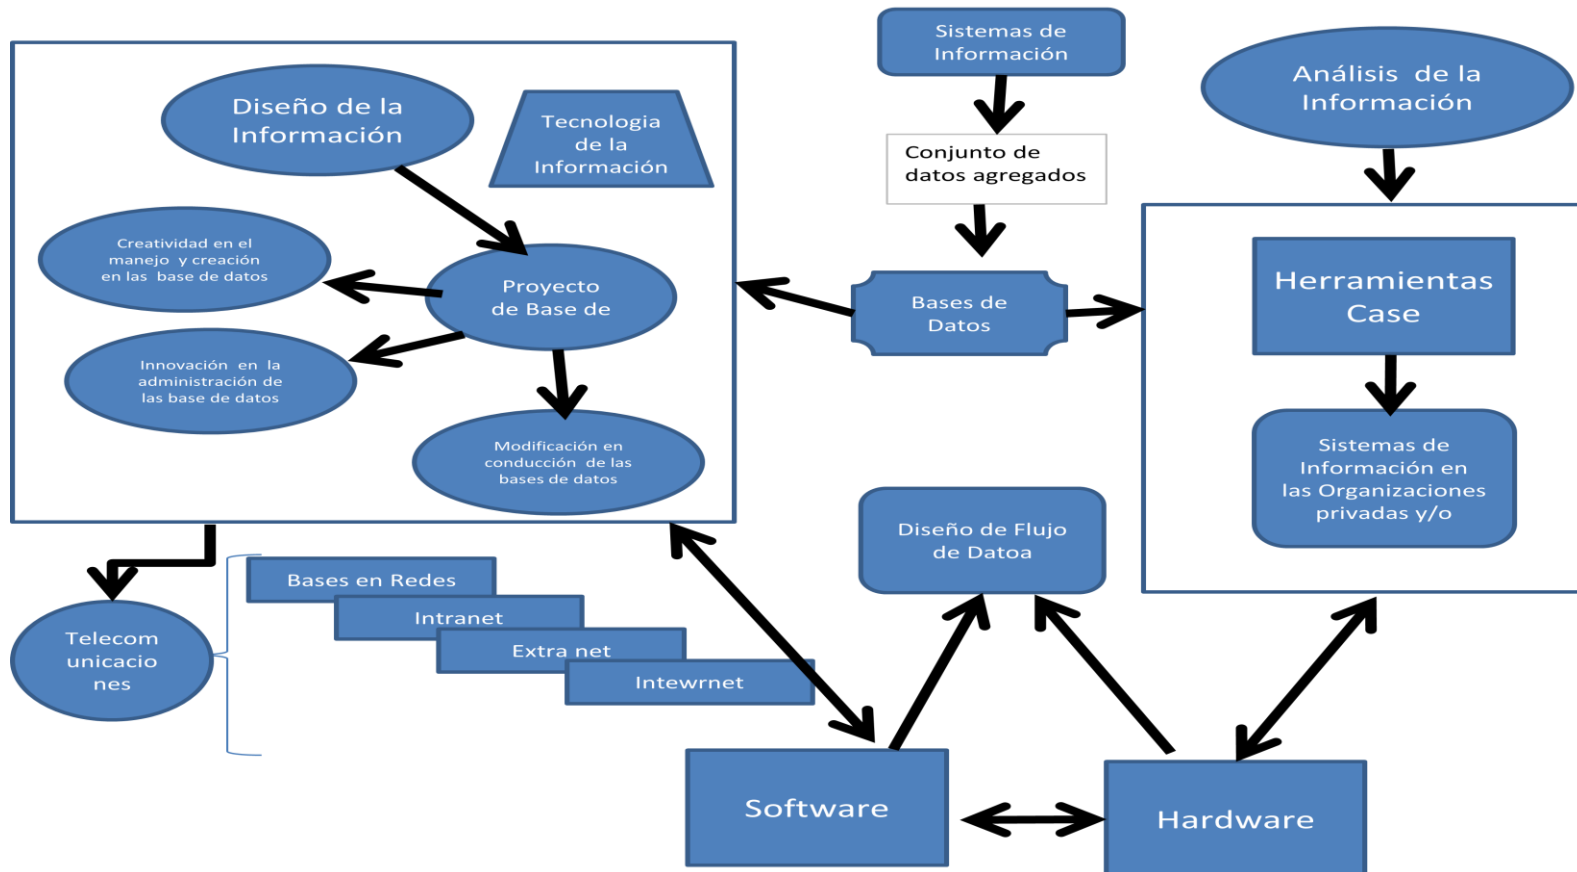 Sistemas de
Información
Análisis  de la
Información
Diseño de la
Información
Tecnologia
de la
Información
Conjunto de
datos agregados
Creatividad en el
manejo  y creación
en las  base de datos
Proyecto
de Base de
Bases de
Datos
Herramientas
Case
Innovación  en  la
administración de
las base de datos
Modificación en
conducción  de las
bases de datos
Sistemas de
Información en
las Organizaciones
privadas y/o
Diseño de Flujo
de Datoa
Bases en Redes
Intranet
Extra net
Intewrnet
Telecom
unicacio
nes
Software
Hardware